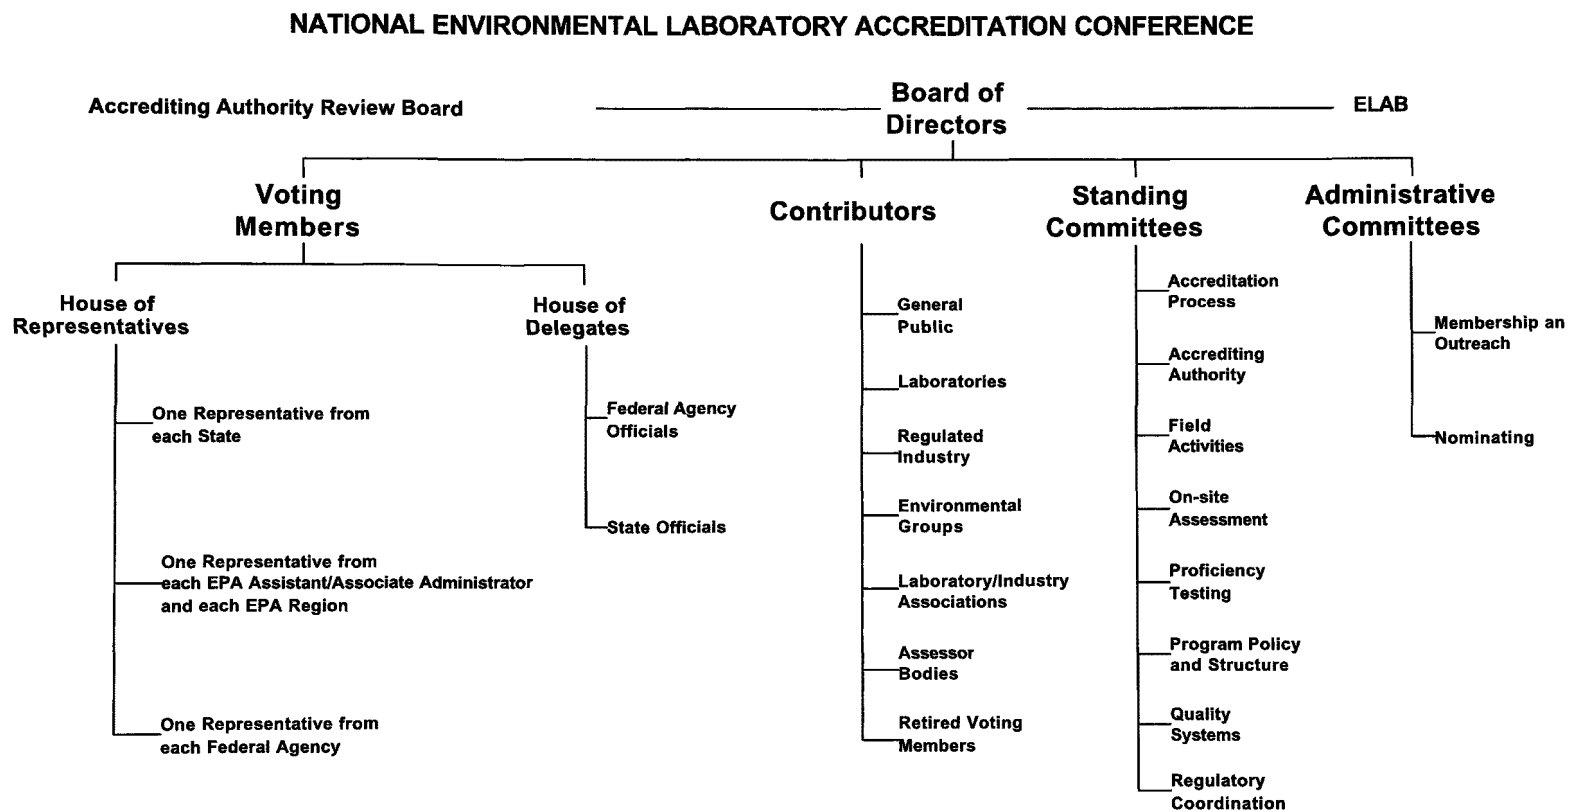 NATIONAL ENVIRONMENTAL LABORATORY ACCREDITATION CONFERENCE
Accrediting Authority Review Board
Board of
Directors
ELAB
Voting
Members
House of
Representatives
One Representative from
each State
One Representative from
each EPA Assistant/Associate Administrator
and each EPA Region
One Representative from
each Federal Agency
House of
Delegates
Federal Agency
Officials
State Officials
Contributors
General
Public
Laboratories
Regulated
Industry
Environmental
Groups
Laboratory/Industry
Associations
Assessor
Bodies
Retired Voting
Members
Standing
Committees
Accreditation
Process
Accrediting
Authority
Field
Activities
On-site
Assessment
Proficiency
Testing
Program Policy
and Structure
Quality
Systems
Regulatory
Coordination
Administrative
Committees
Membership an
Outreach
Nominating